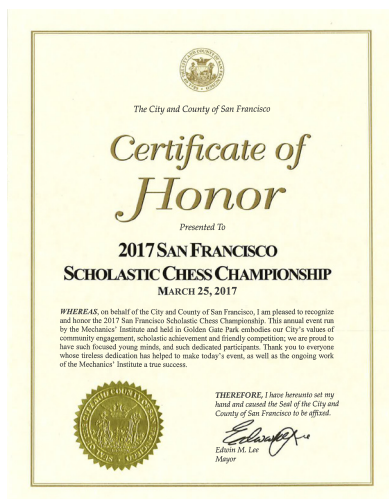 The City and County of San Francisco
Certificate of
Honor
Presented To
2017 SAN FRANCISCO
SCHOLASTIC CHESS CHAMPIONSHIP
MARCH 25, 2017
WHEREAS, on behalf of the City and County of San Francisco, I am pleased to recognize
and honor the 2017 San Francisco Scholastic Chess Championship. This annual event run
by the Mechanics' Institute and held in Golden Gate Park embodies our City's values of
community engagement, scholastic achievement and friendly competition; we are proud to
have such focused young minds, and such dedicated participants. Thank you to everyone
whose tireless dedication has helped to make today's event, as well as the ongoing work
of the Mechanics' Institute a true success.
THEREFORE, I have hereunto set my
hand and caused the Seal of the City and
County of San Francisco to be affixed.
Edwin M. Lee
Mayor